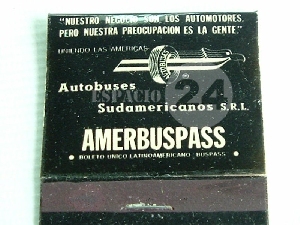 "NUESTRO NEGOCIO SON LOS AUTOMOTORES,
PERO NUESTRA PREOCUPACION ES LA GENTE"
UNIENDO LAS AMERICAS
BUSPASS
Autobuses
ESPACIO 24
Sudamericanos S.R.L.
AMERBUSPASS
• BOLETO UNICO LATINOAMERICANO - BUSPASS •